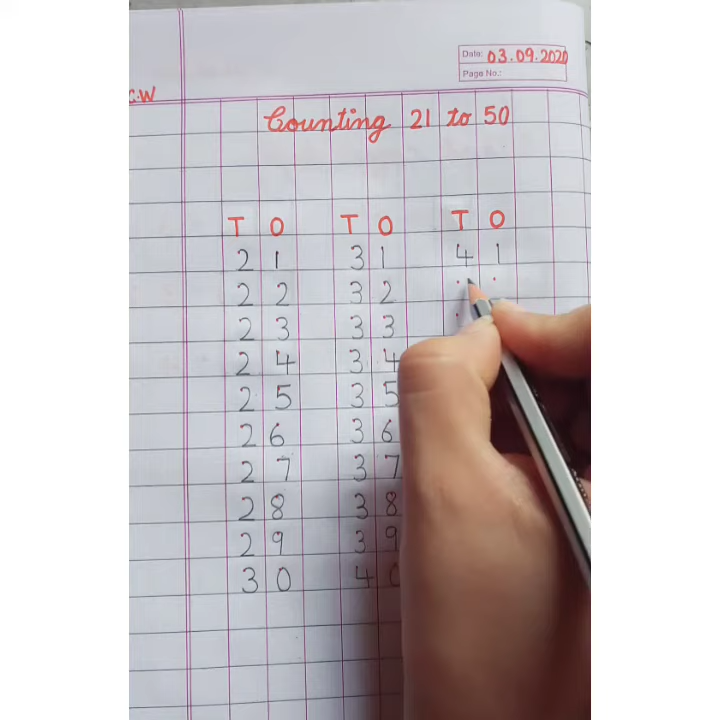 Date: 03.09.2020
Page No.:
C.W
Counting 21 to 50
T O T O T O
2 1 3 1 4 1
2 2 3 2
2 3 3 3
2 4 3 4
2 5 3 5
2 6 3 6
2 7 3 7
2 8 3 8
2 9 3 9
3 0 4 0